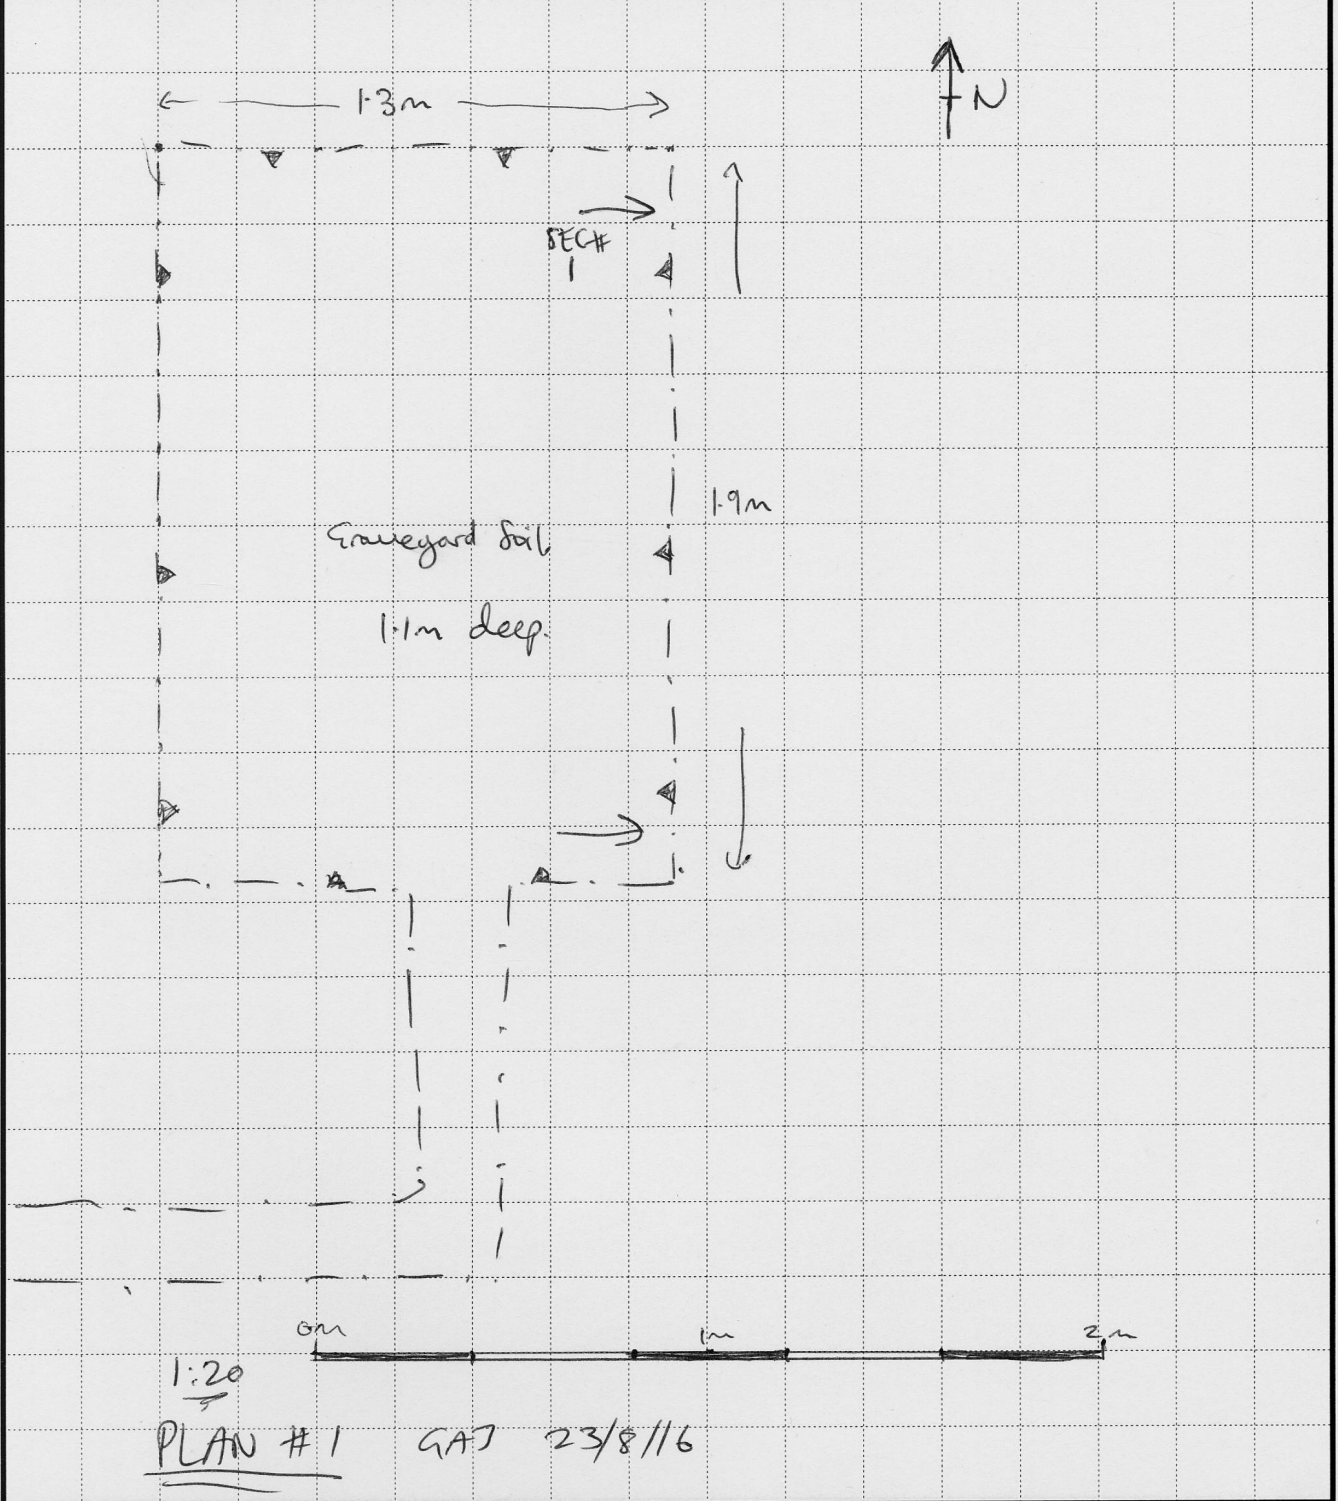 1.3m
N
SEC#
1
1.9m
Graveyard Soil
1.1m deep.
0m 1m 2m
1:20
PLAN #1 GAJ 23/8/16